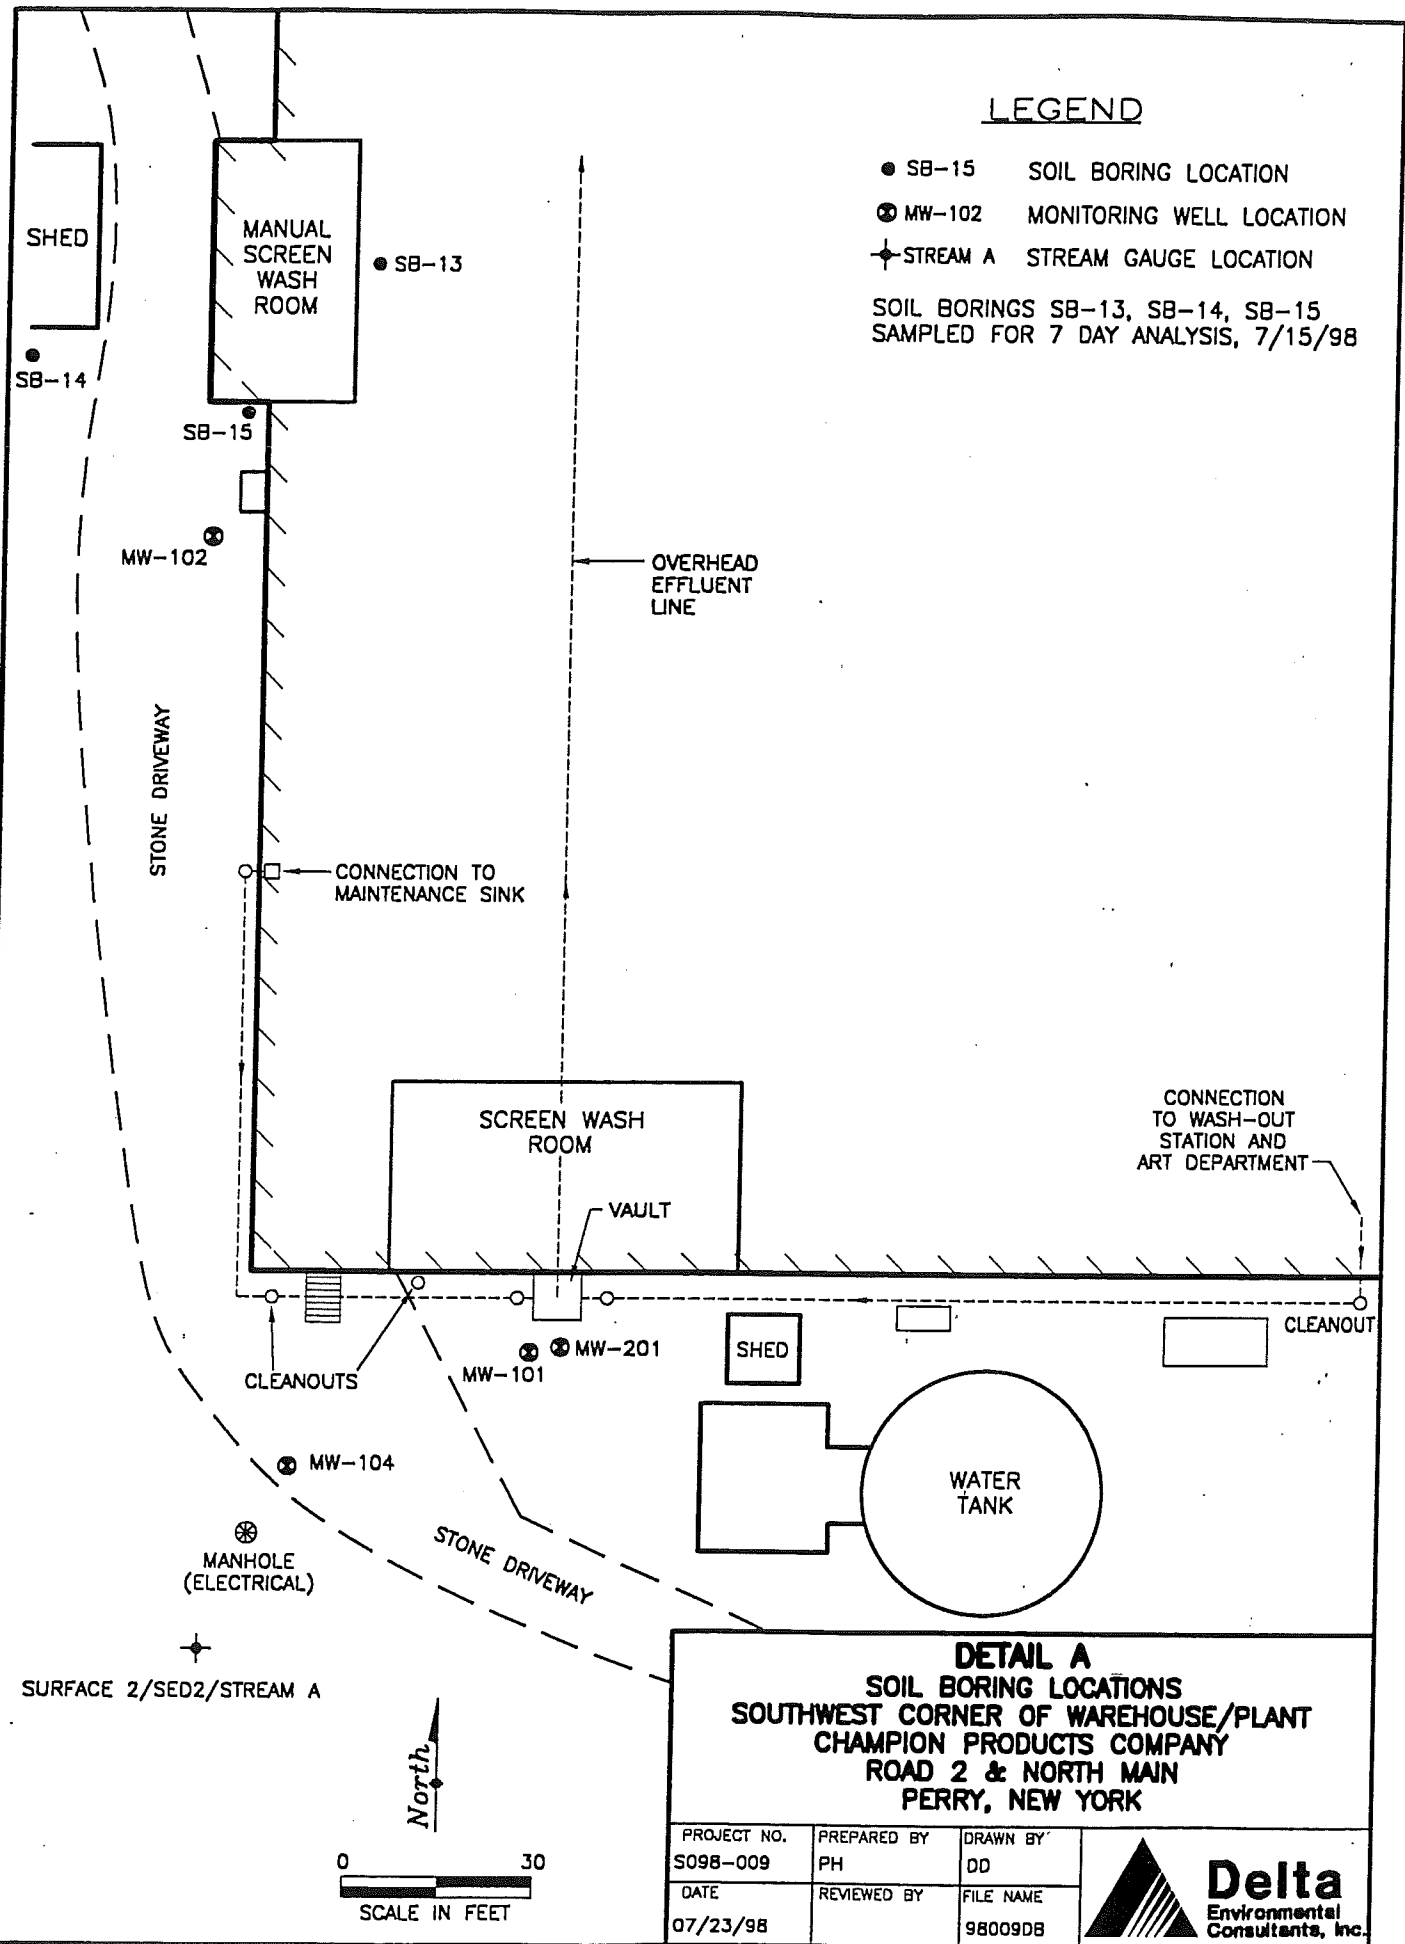 LEGEND
SB-15 SOIL BORING LOCATION
MW-102 MONITORING WELL LOCATION
STREAM A STREAM GAUGE LOCATION
SOIL BORINGS SB-13, SB-14, SB-15
SAMPLED FOR 7 DAY ANALYSIS, 7/15/98
SHED
MANUAL
SCREEN
WASH
ROOM
SB-13
SB-14
SB-15
MW-102
OVERHEAD
EFFLUENT
LINE
STONE DRIVEWAY
CONNECTION TO
MAINTENANCE SINK
SCREEN WASH
ROOM
VAULT
CONNECTION
TO WASH-OUT
STATION AND
ART DEPARTMENT
CLEANOUT
CLEANOUTS
MW-101
MW-201
SHED
MW-104
WATER
TANK
MANHOLE
(ELECTRICAL)
STONE DRIVEWAY
SURFACE 2/SED2/STREAM A
North
0 30
SCALE IN FEET
DETAIL A
SOIL BORING LOCATIONS
SOUTHWEST CORNER OF WAREHOUSE/PLANT
CHAMPION PRODUCTS COMPANY
ROAD 2 & NORTH MAIN
PERRY, NEW YORK
PROJECT NO.
S098-009
PREPARED BY
PH
DRAWN BY
DD
DATE
07/23/98
REVIEWED BY
FILE NAME
98009DB
Delta
Environmental
Consultants, Inc.